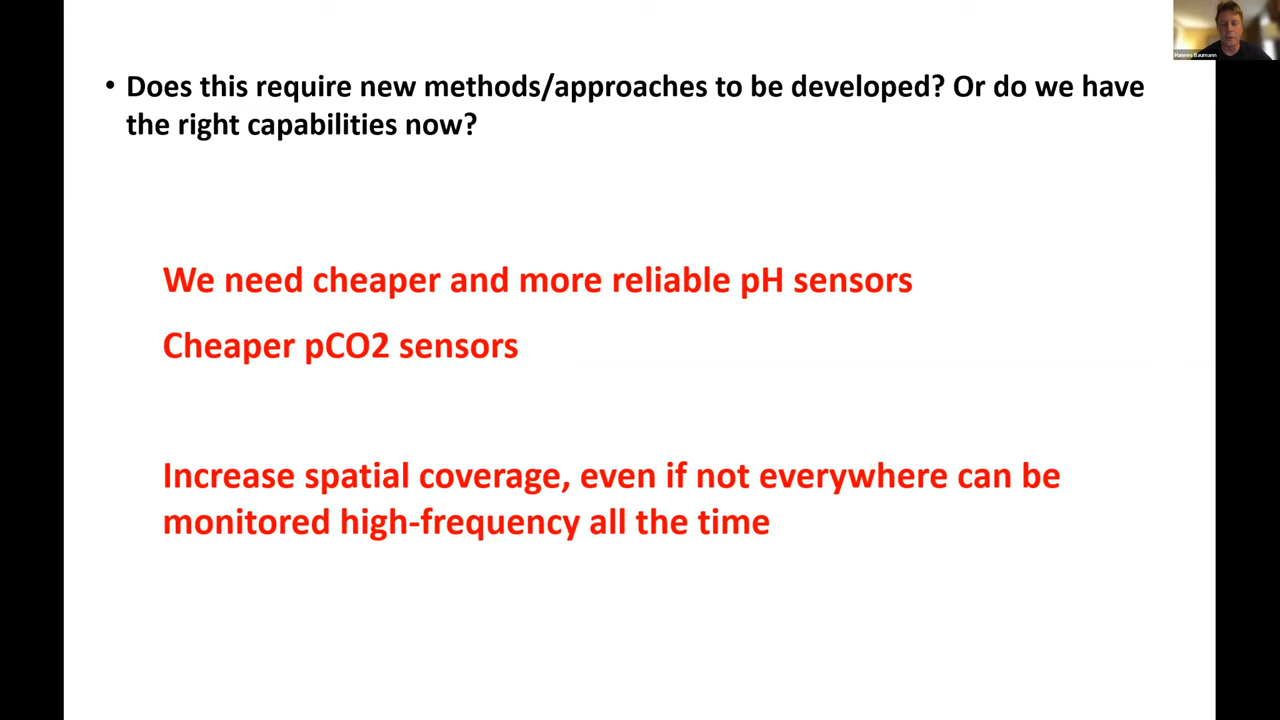 • Does this require new methods/approaches to be developed? Or do we have
the right capabilities now?
We need cheaper and more reliable pH sensors
Cheaper pCO2 sensors
Increase spatial coverage, even if not everywhere can be
monitored high-frequency all the time
Hannes Baumann